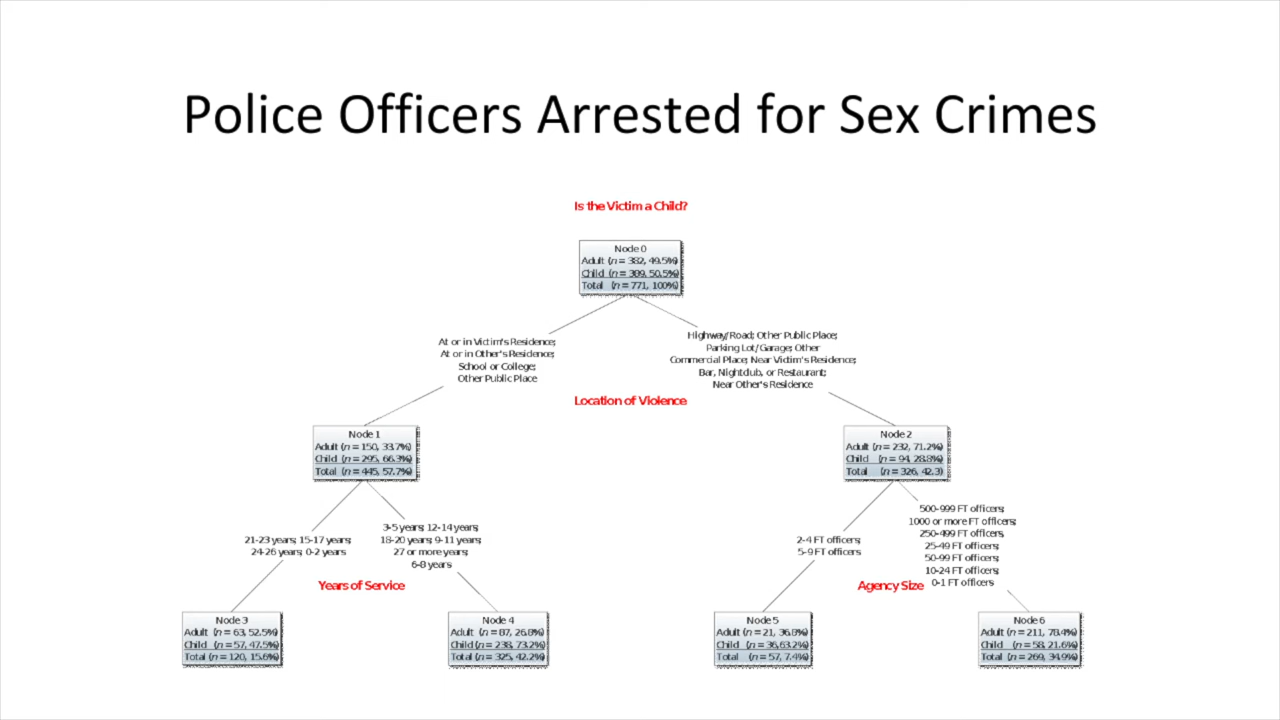 Police Officers Arrested for Sex Crimes
Is the Victim a Child?
Node 0
Adult (n = 382, 49.5%)
Child (n = 389, 50.5%)
Total (n = 771, 100%)
At or in Victim's Residence;
At or in Other's Residence;
School or College;
Other Public Place
Highway/Road; Other Public Place;
Parking Lot/Garage; Other
Commercial Place; Near Victim's Residence;
Bar, Nightclub, or Restaurant;
Near Other's Residence
Location of Violence
Node 1
Adult (n = 150, 33.7%)
Child (n = 295, 66.3%)
Total (n = 445, 57.7%)
Node 2
Adult (n = 232, 71.2%)
Child (n = 94, 28.8%)
Total (n = 326, 42.3)
21-23 years; 15-17 years;
24-26 years; 0-2 years
3-5 years; 12-14 years;
18-20 years; 9-11 years;
27 or more years;
6-8 years
Years of Service
2-4 FT officers;
5-9 FT officers;
500-999 FT officers;
1000 or more FT officers;
250-499 FT officers,
25-49 FT officers;
50-99 FT officers;
10-24 FT officers;
0-1 FT officers
Agency Size
Node 3
Adult (n = 63, 52.5%)
Child (n = 57, 47.5%)
Total (n = 120, 15.6%)
Node 4
Adult (n = 87, 26.8%)
Child (n = 238, 73.2%)
Total (n = 325, 42.2%)
Node 5
Adult (n = 21, 36.8%)
Child (n = 36, 63.2%)
Total (n = 57, 7.4%)
Node 6
Adult (n = 211, 78.4%)
Child (n = 58, 21.6%)
Total (n = 269, 34.9%)